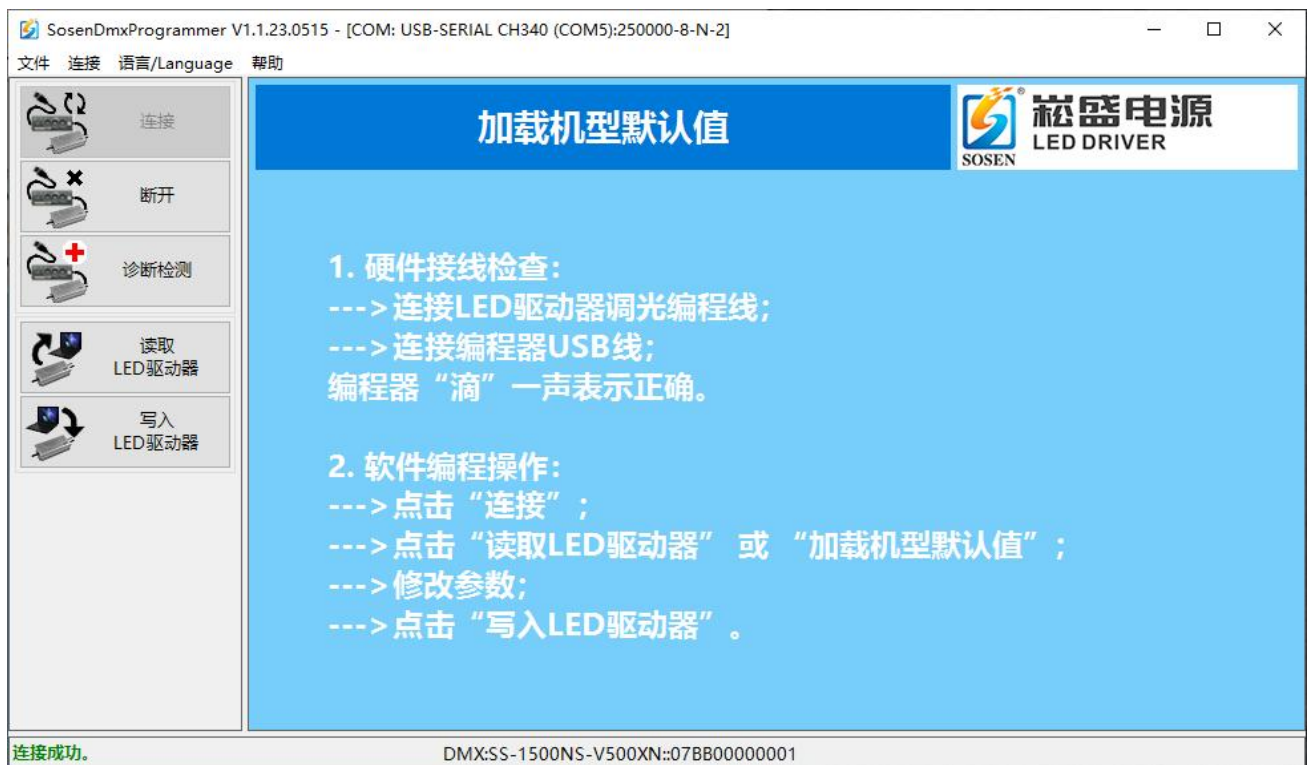 SosenDmxProgrammer V1.1.23.0515 - [COM: USB-SERIAL CH340 (COM5):250000-8-N-2]
文件 连接 语言/Language 帮助
连接
断开
诊断检测
读取
LED驱动器
写入
LED驱动器
加载机型默认值
SOSEN
®
崧盛电源
LED DRIVER
1. 硬件接线检查：
--->连接LED驱动器调光编程线；
--->连接编程器USB线；
编程器“滴”一声表示正确。
2. 软件编程操作：
--->点击“连接”；
--->点击“读取LED驱动器” 或 “加载机型默认值”；
--->修改参数；
--->点击“写入LED驱动器”。
连接成功。
DMX:SS-1500NS-V500XN::07BB00000001